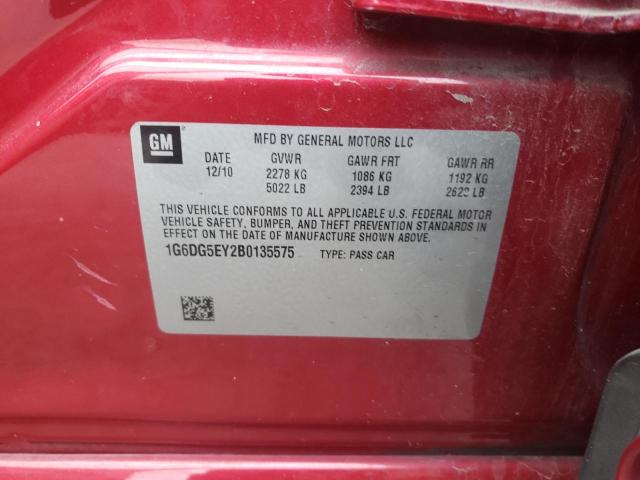 GM
MFD BY GENERAL MOTORS LLC
DATE GVWR GAWR FRT GAWR RR
12/10 2278 KG 1086 KG 1192 KG
5022 LB 2394 LB 2628 LB
THIS VEHICLE CONFORMS TO ALL APPLICABLE U.S. FEDERAL MOTOR
VEHICLE SAFETY, BUMPER, AND THEFT PREVENTION STANDARDS IN
EFFECT ON THE DATE OF MANUFACTURE SHOWN ABOVE.
1G6DG5EY2B0135575 TYPE: PASS CAR